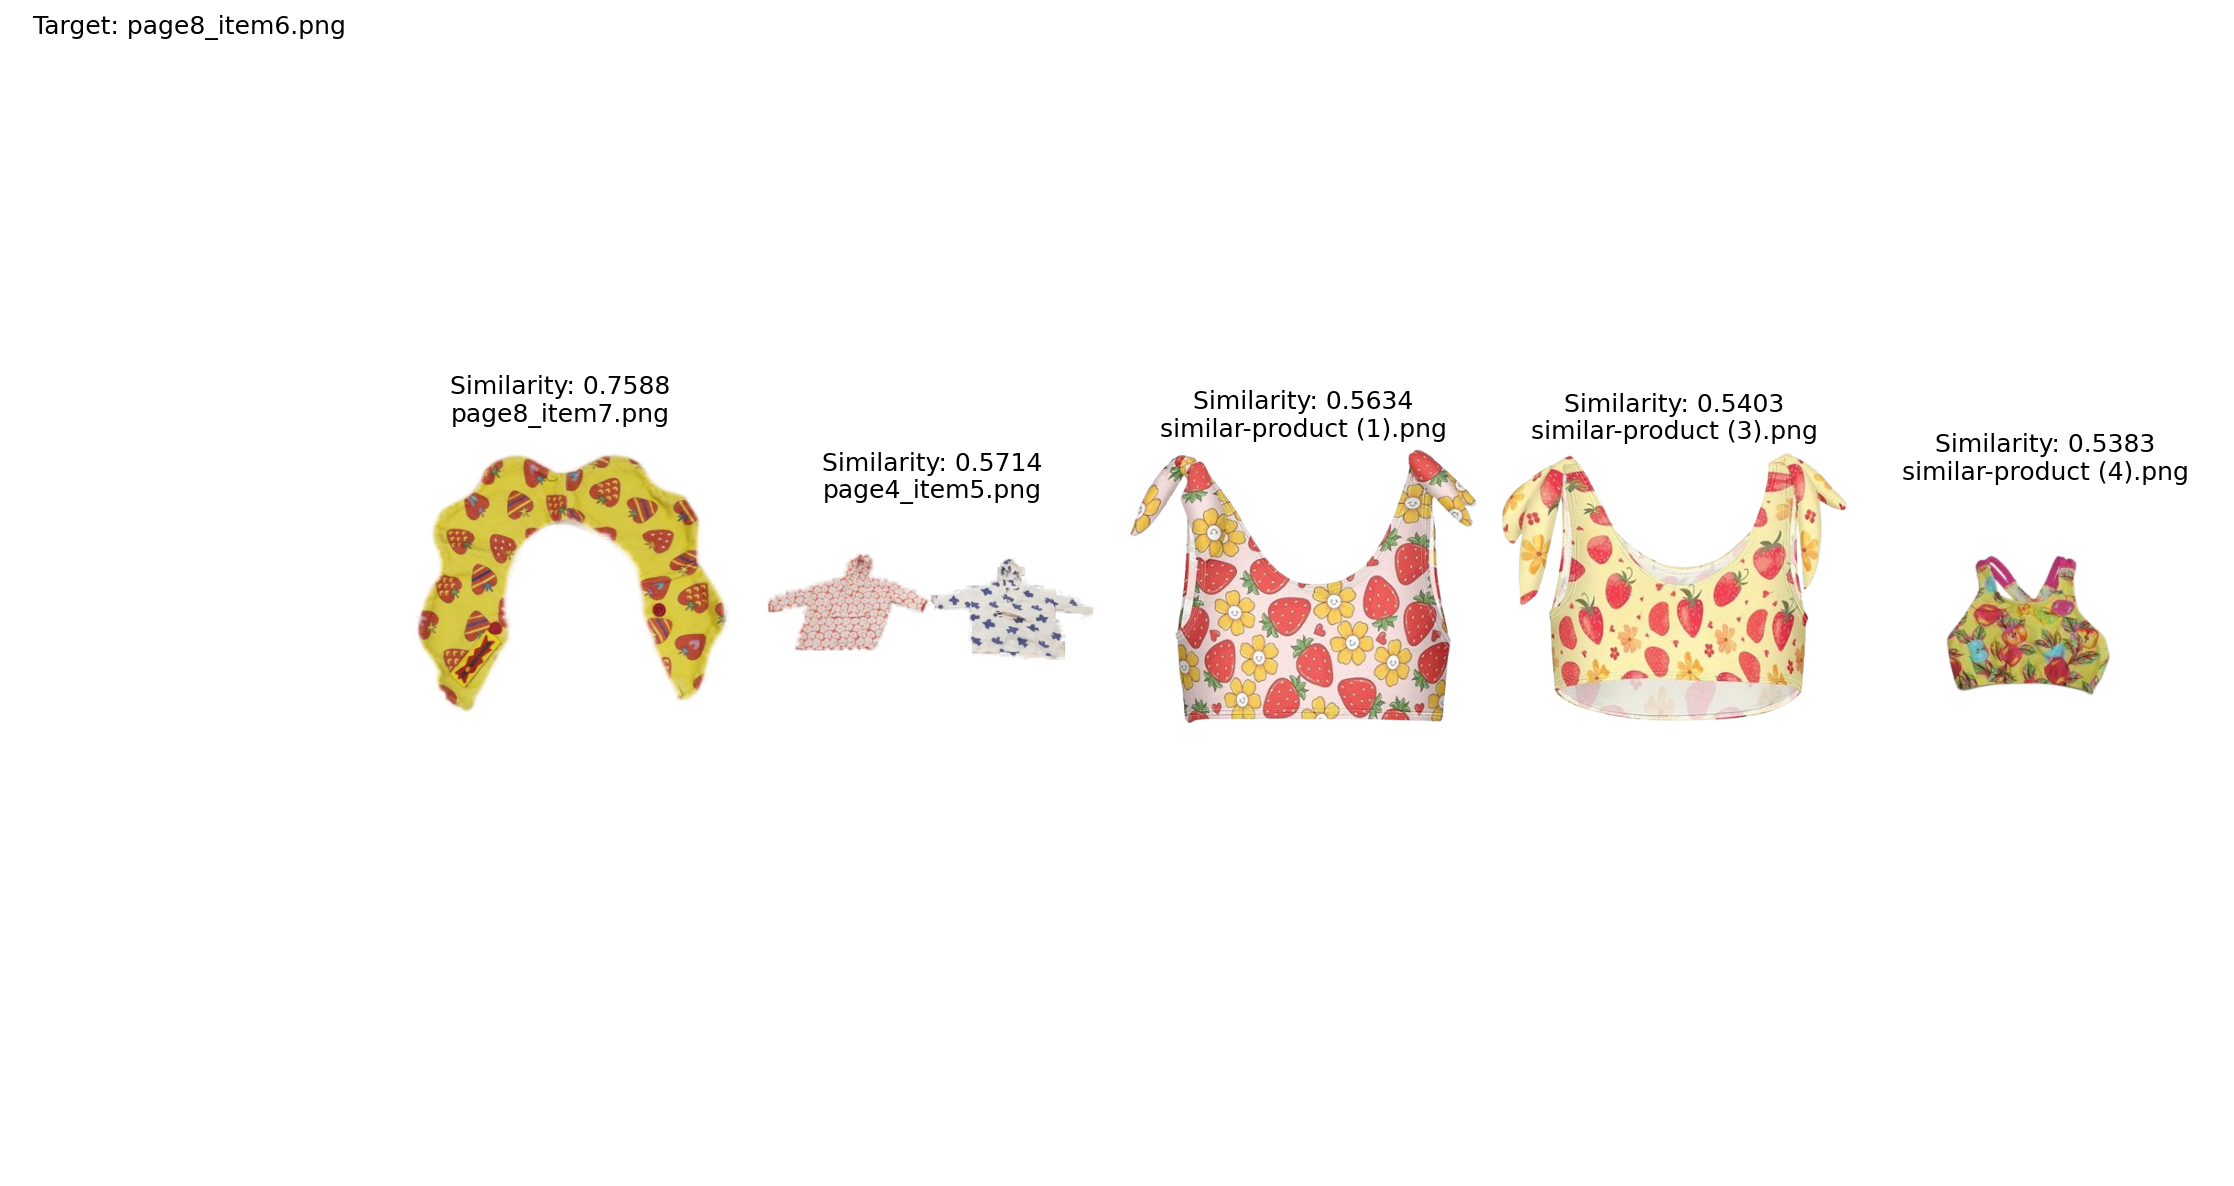 Target: page8_item6.png
Similarity: 0.7588
page8_item7.png
Similarity: 0.5714
page4_item5.png
Similarity: 0.5634
similar-product (1).png
Similarity: 0.5403
similar-product (3).png
Similarity: 0.5383
similar-product (4).png